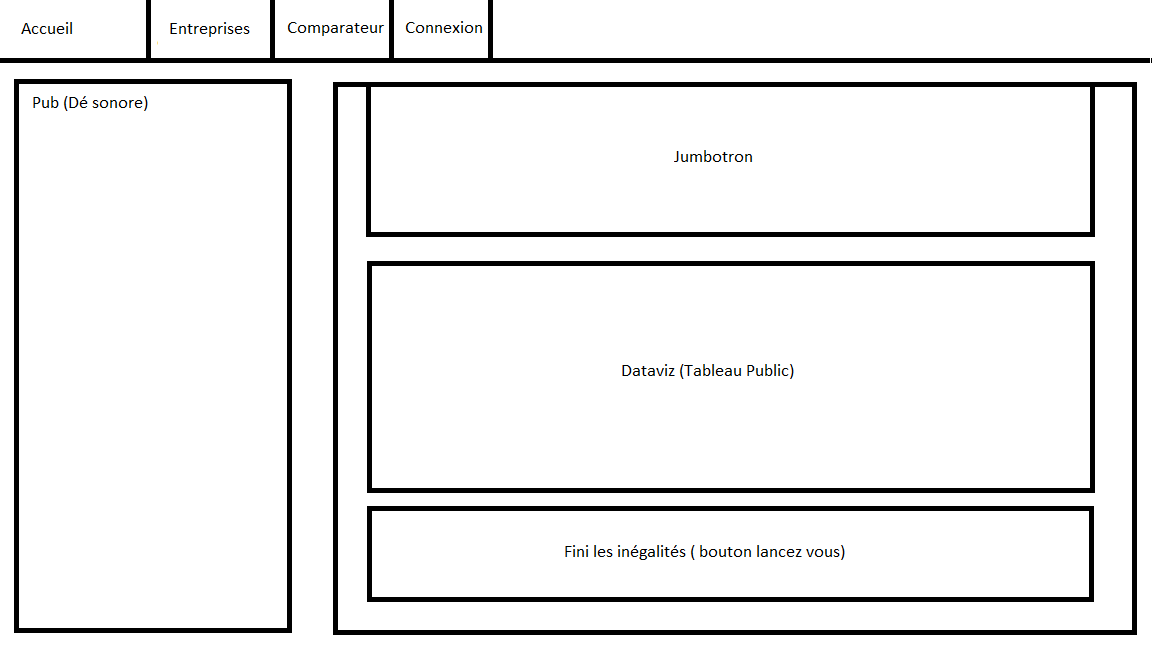 Accueil
Entreprises
Comparateur
Connexion
Pub (Dé sonore)
Jumbotron
Dataviz (Tableau Public)
Fini les inégalités ( bouton lancez vous)